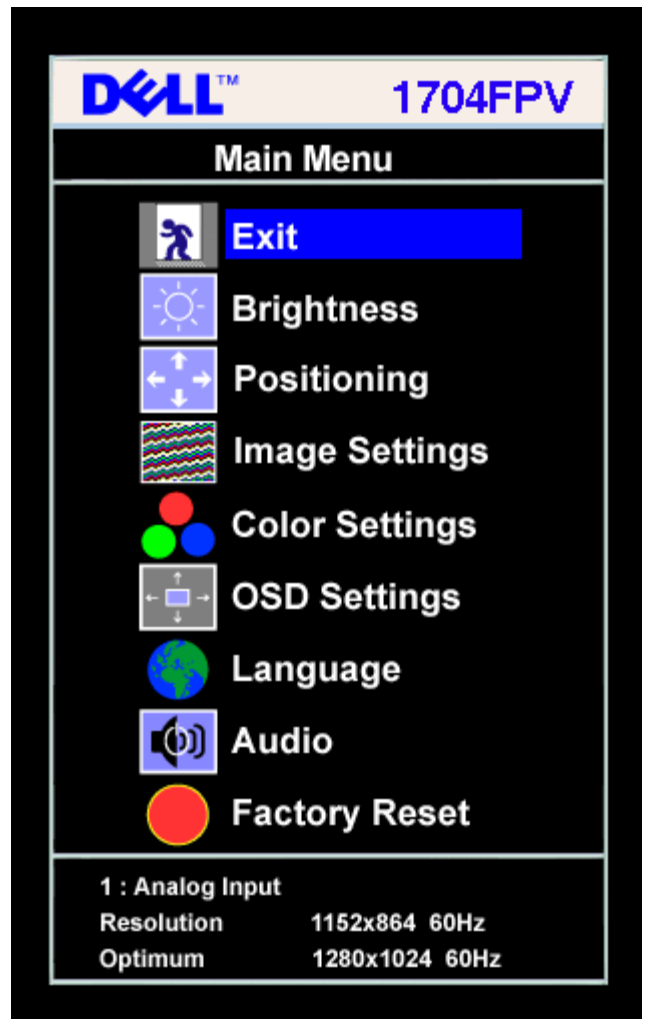 DELL™ 1704FPV
Main Menu
Exit
Brightness
Positioning
Image Settings
Color Settings
OSD Settings
Language
Audio
Factory Reset
1 : Analog Input
Resolution 1152x864 60Hz
Optimum 1280x1024 60Hz